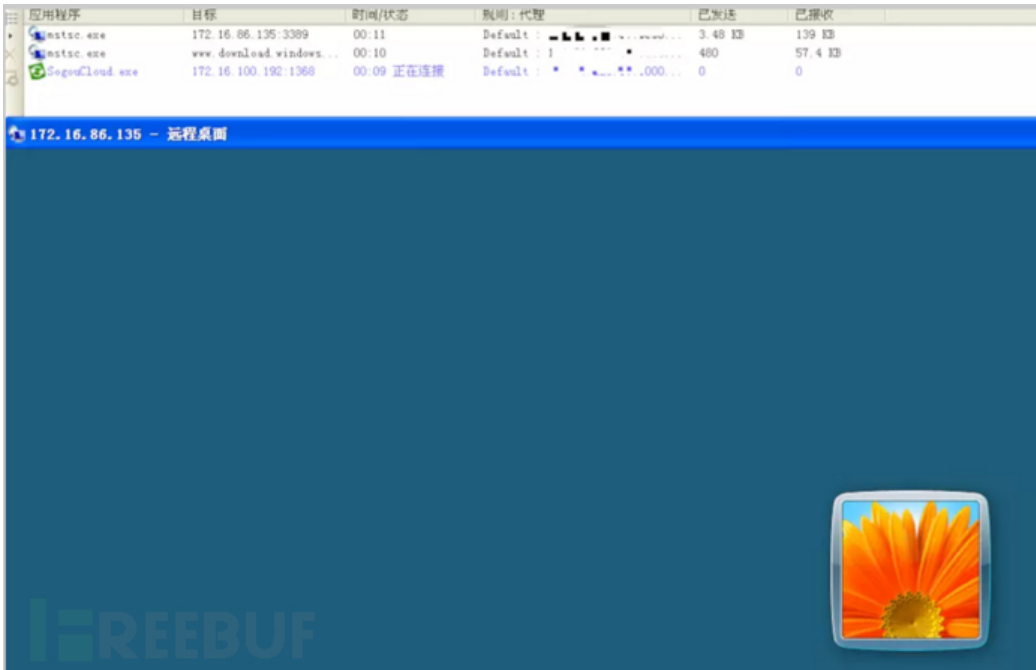 应用程序 目标 时间/状态 规则:代理 已发送 已接收
mstsc.exe 172.16.86.135:3389 00:11 Default : 3.48 KB 139 KB
mstsc.exe www.download.windows... 00:10 Default : 1 480 57.4 KB
SogouCloud.exe 172.16.100.192:1368 00:09 正在连接 Default : .000... 0 0
172.16.86.135 - 远程桌面
FREEBUF